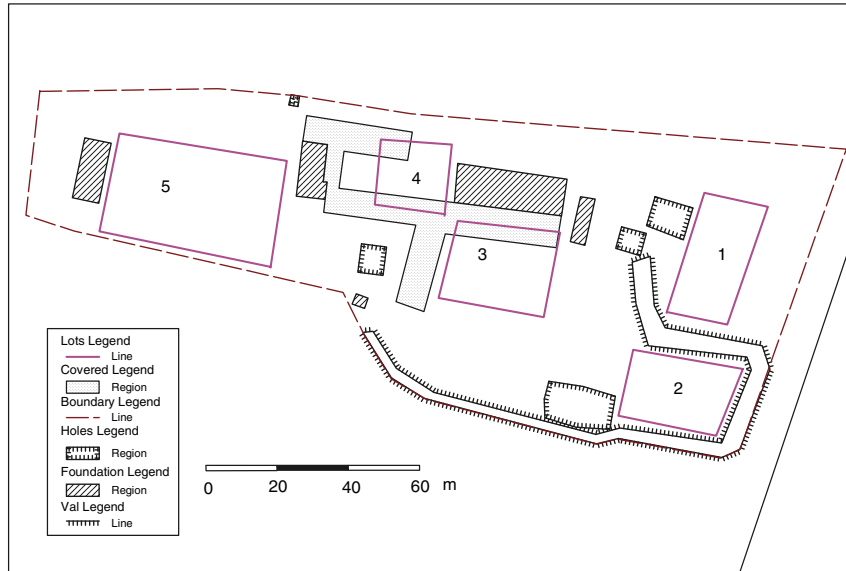 5
4
1
3
2
Lots Legend
Line
Covered Legend
Region
Boundary Legend
Line
Holes Legend
Region
Foundation Legend
Region
Val Legend
Line
0 20 40 60 m